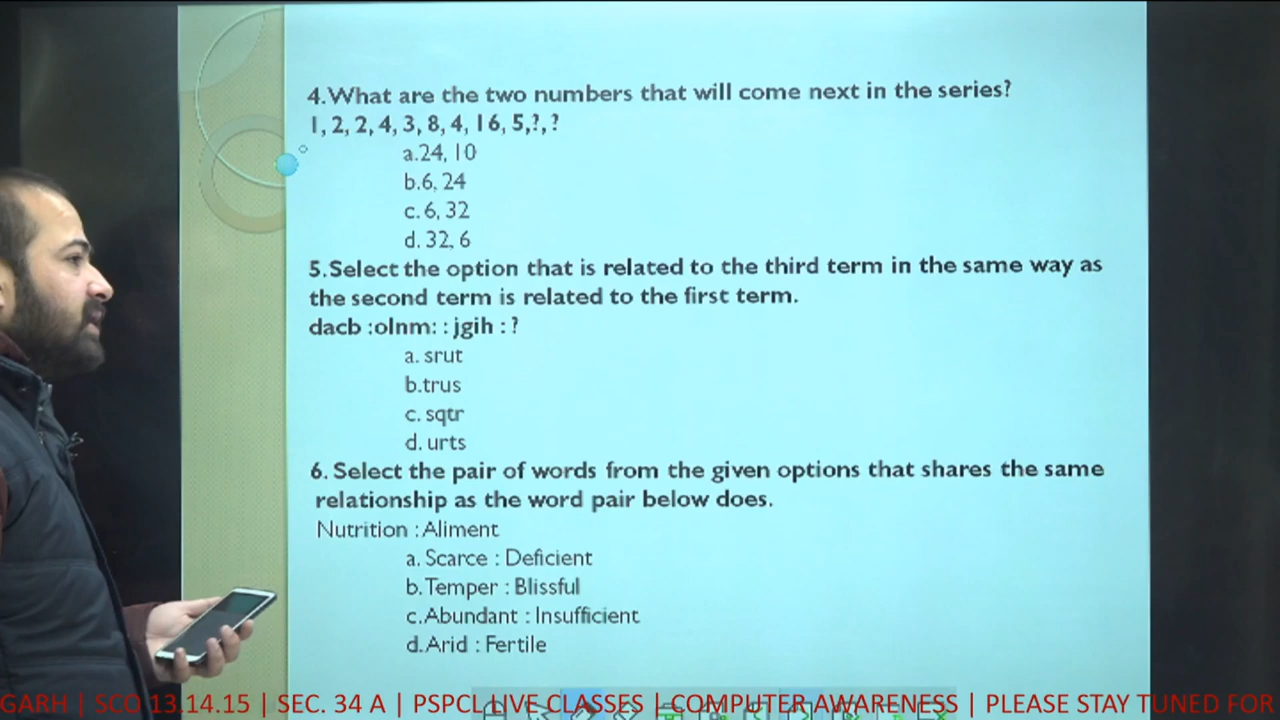 4.What are the two numbers that will come next in the series?
1, 2, 2, 4, 3, 8, 4, 16, 5,?, ?
a.24, 10
b.6, 24
c. 6, 32
d. 32, 6
5.Select the option that is related to the third term in the same way as
the second term is related to the first term.
dacb :olnm: : jgih : ?
a. srut
b.trus
c. sqtr
d. urts
6. Select the pair of words from the given options that shares the same
relationship as the word pair below does.
Nutrition : Aliment
a. Scarce : Deficient
b.Temper : Blissful
c.Abundant : Insufficient
d.Arid : Fertile
GARH | SCO 13.14.15 | SEC. 34 A | PSPCL LIVE CLASSES | COMPUTER AWARENESS | PLEASE STAY TUNED FOR